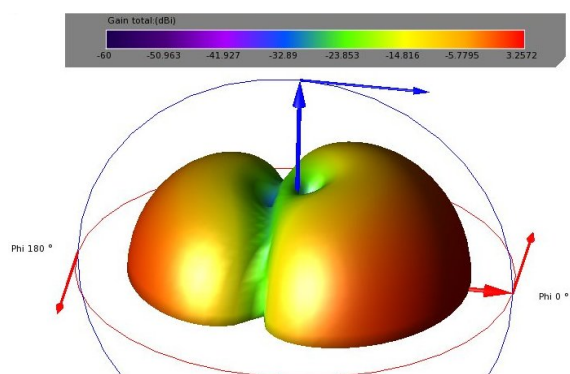 Gain total:(dBi)
-60 -50.963 -41.927 -32.89 -23.853 -14.816 -5.7795 3.2572
Phi 180 °
Phi 0 °